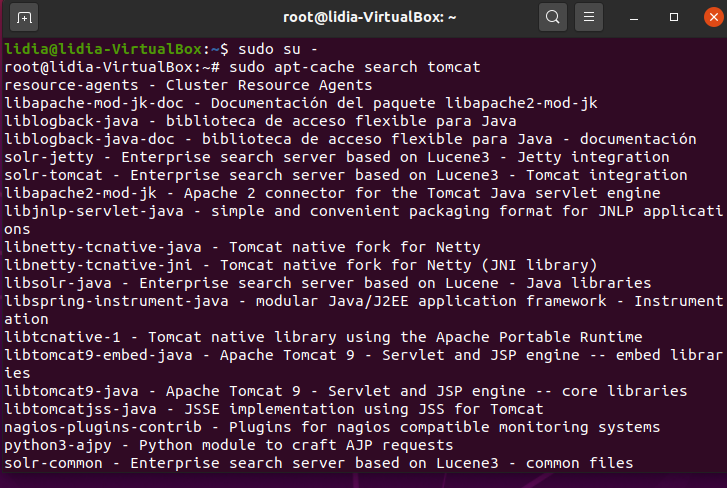 root@lidia-VirtualBox: ~
lidia@lidia-VirtualBox:~$ sudo su -
root@lidia-VirtualBox:~# sudo apt-cache search tomcat
resource-agents - Cluster Resource Agents
libapache-mod-jk-doc - Documentación del paquete libapache2-mod-jk
liblogback-java - biblioteca de acceso flexible para Java
liblogback-java-doc - biblioteca de acceso flexible para Java - documentación
solr-jetty - Enterprise search server based on Lucene3 - Jetty integration
solr-tomcat - Enterprise search server based on Lucene3 - Tomcat integration
libapache2-mod-jk - Apache 2 connector for the Tomcat Java servlet engine
libjnlp-servlet-java - simple and convenient packaging format for JNLP applicati
ons
libnetty-tcnative-java - Tomcat native fork for Netty
libnetty-tcnative-jni - Tomcat native fork for Netty (JNI library)
libsolr-java - Enterprise search server based on Lucene - Java libraries
libspring-instrument-java - modular Java/J2EE application framework - Instrument
ation
libtcnative-1 - Tomcat native library using the Apache Portable Runtime
libtomcat9-embed-java - Apache Tomcat 9 - Servlet and JSP engine -- embed librar
ies
libtomcat9-java - Apache Tomcat 9 - Servlet and JSP engine -- core libraries
libtomcatjss-java - JSSE implementation using JSS for Tomcat
nagios-plugins-contrib - Plugins for nagios compatible monitoring systems
python3-ajpy - Python module to craft AJP requests
solr-common - Enterprise search server based on Lucene3 - common files